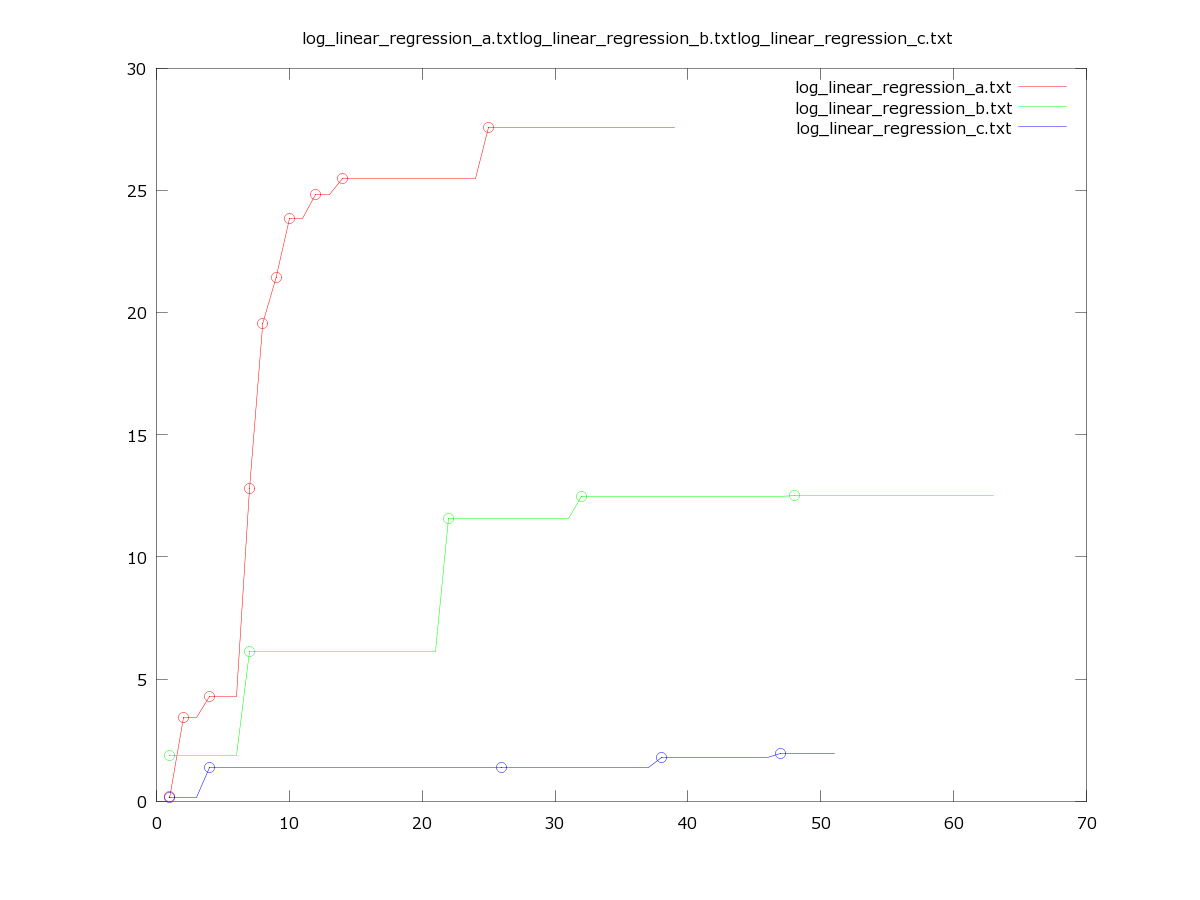 log_linear_regression_a.txtlog_linear_regression_b.txtlog_linear_regression_c.txt
30
25
20
15
10
5
0
log_linear_regression_a.txt
log_linear_regression_b.txt
log_linear_regression_c.txt
0 10 20 30 40 50 60 70